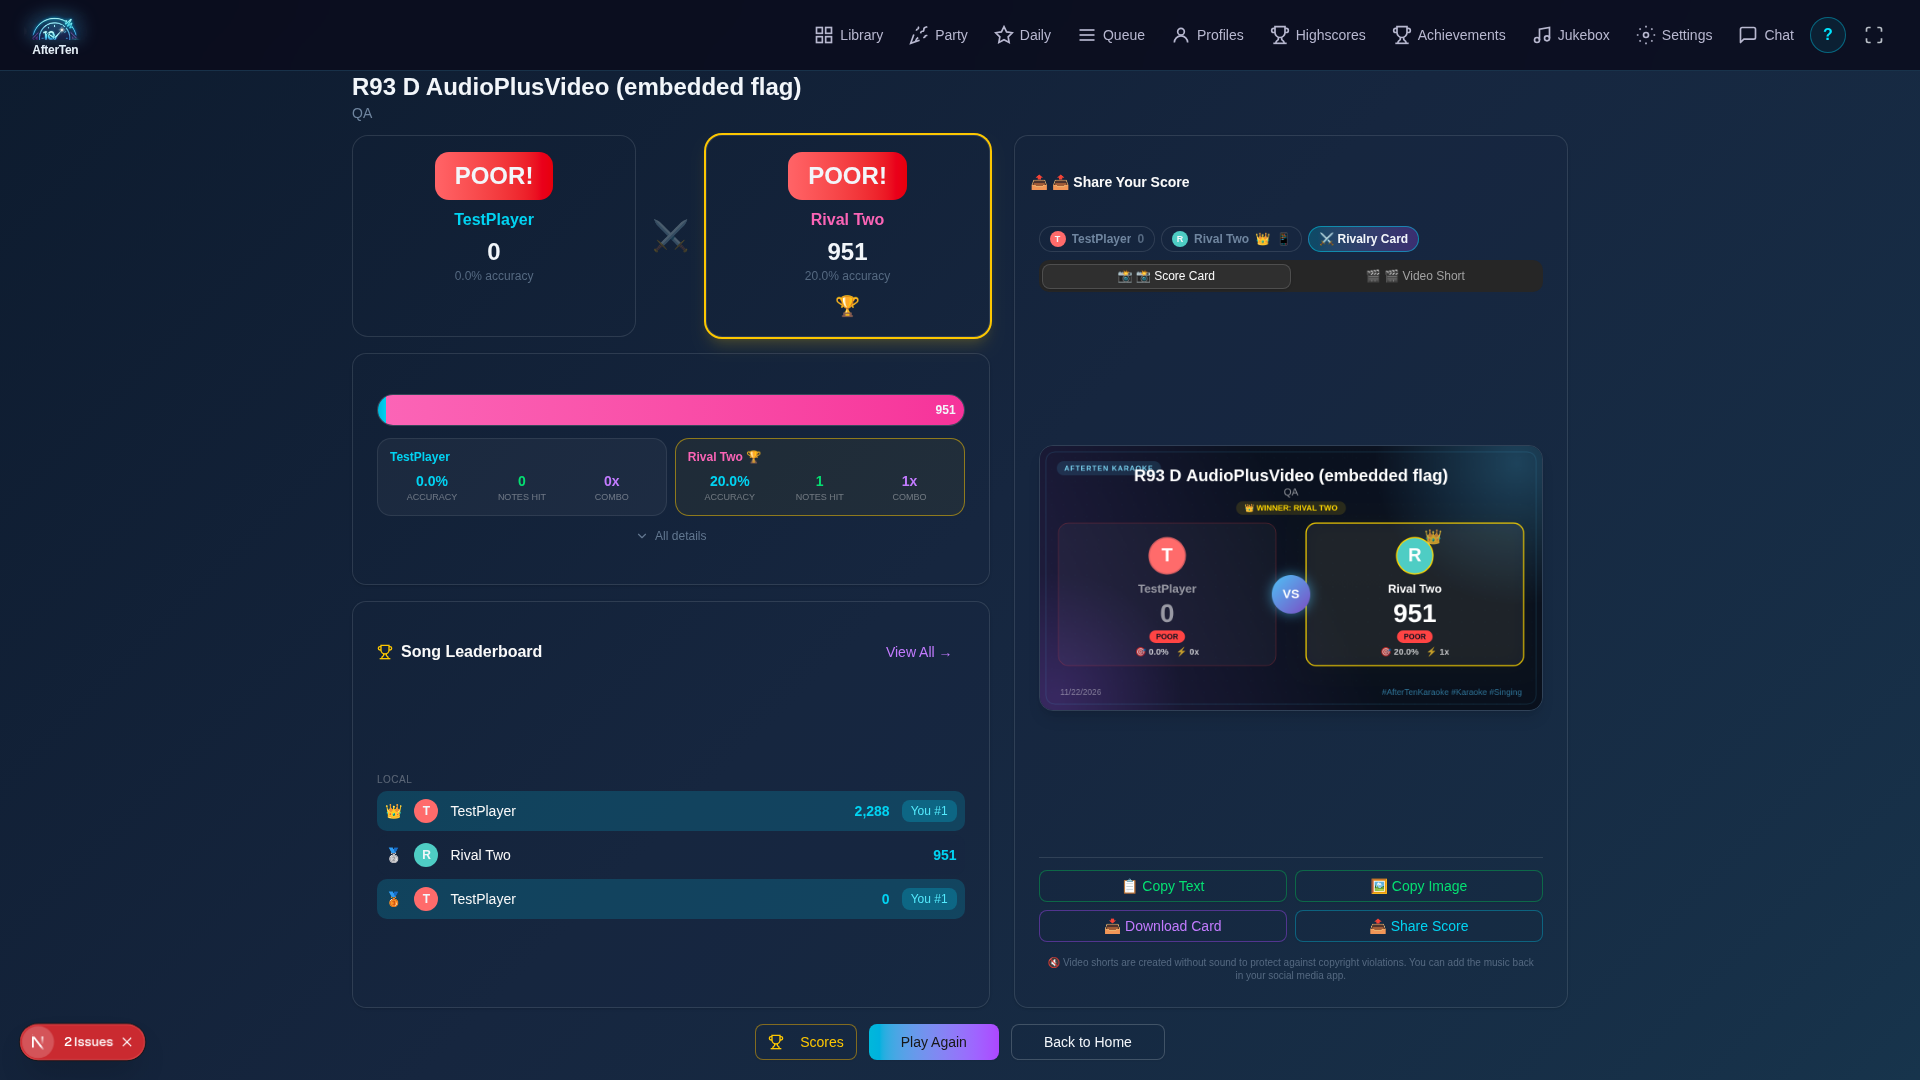 AfterTen
Library
Party
Daily
Queue
Profiles
Highscores
Achievements
Jukebox
Settings
Chat
?
R93 D AudioPlusVideo (embedded flag)
QA
POOR!
TestPlayer
0
0.0% accuracy
POOR!
Rival Two
951
20.0% accuracy
951
TestPlayer
0.0% 0 0x
ACCURACY NOTES HIT COMBO
Rival Two
20.0% 1 1x
ACCURACY NOTES HIT COMBO
All details
Song Leaderboard
View All →
LOCAL
T TestPlayer 2,288 You #1
R Rival Two 951
T TestPlayer 0 You #1
Share Your Score
T TestPlayer 0
R Rival Two
Rivalry Card
Score Card
Video Short
AFTERTEN KARAOKE
R93 D AudioPlusVideo (embedded flag)
QA
WINNER: RIVAL TWO
T
TestPlayer
0
POOR
0.0% 0x
VS
R
Rival Two
951
POOR
20.0% 1x
11/22/2026
#AfterTenKaraoke #Karaoke #Singing
Copy Text
Copy Image
Download Card
Share Score
Video shorts are created without sound to protect against copyright violations. You can add the music back
in your social media app.
N 2 Issues
Scores
Play Again
Back to Home